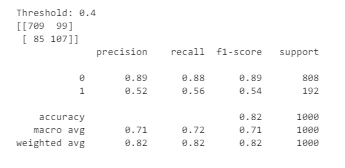 Threshold: 0.4
[[709  99]
 [ 85 107]]
              precision    recall  f1-score   support

           0       0.89      0.88      0.89       808
           1       0.52      0.56      0.54       192

    accuracy                           0.82      1000
   macro avg       0.71      0.72      0.71      1000
weighted avg       0.82      0.82      0.82      1000